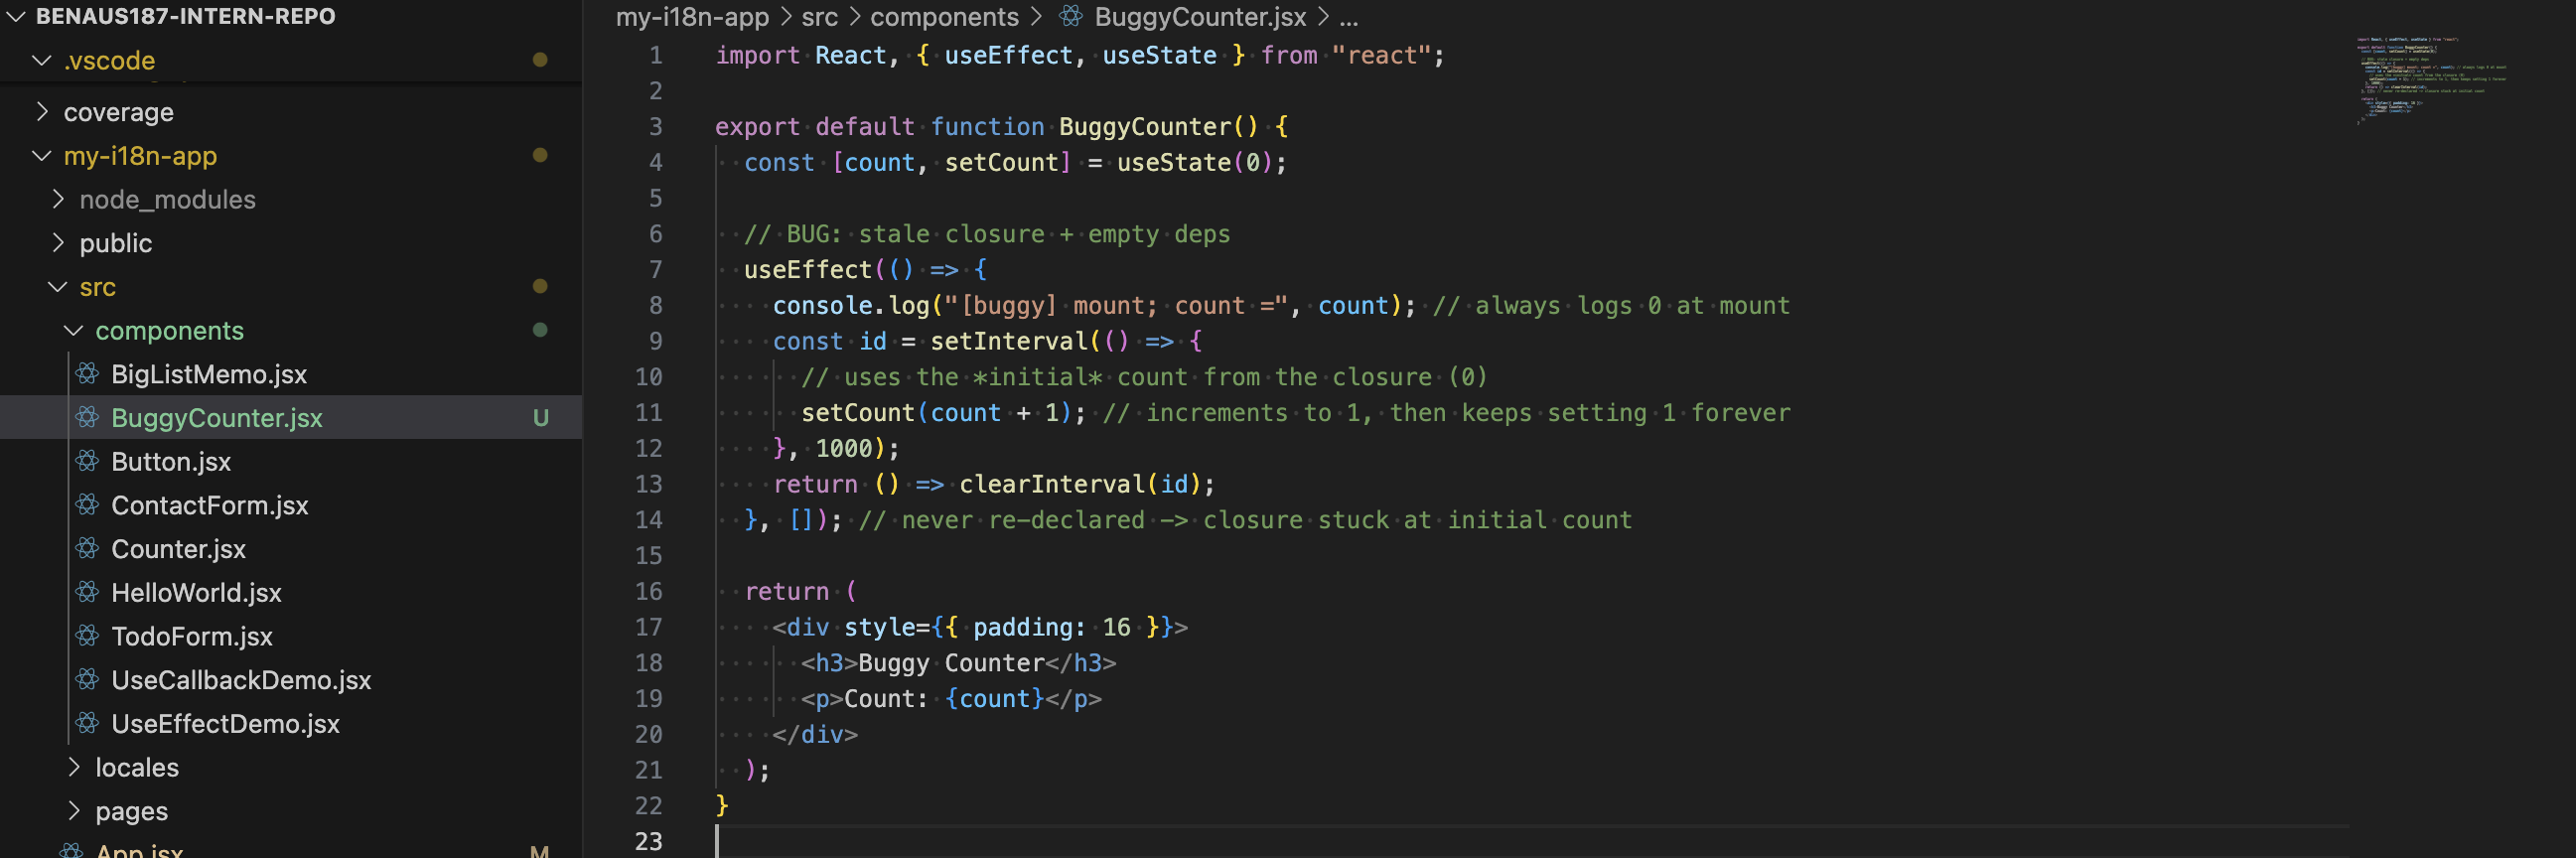 BENAUS187-INTERN-REPO
.vscode
coverage
my-i18n-app
node_modules
public
src
components
BigListMemo.jsx
BuggyCounter.jsx U
Button.jsx
ContactForm.jsx
Counter.jsx
HelloWorld.jsx
TodoForm.jsx
UseCallbackDemo.jsx
UseEffectDemo.jsx
locales
pages
App.jsx M
my-i18n-app > src > components > BuggyCounter.jsx > ...
1 import React, { useEffect, useState } from "react";
2
3 export default function BuggyCounter() {
4 const [count, setCount] = useState(0);
5
6 // BUG: stale closure + empty deps
7 useEffect(() => {
8 console.log("[buggy] mount; count =", count); // always logs 0 at mount
9 const id = setInterval(() => {
10 // uses the *initial* count from the closure (0)
11 setCount(count + 1); // increments to 1, then keeps setting 1 forever
12 }, 1000);
13 return () => clearInterval(id);
14 }, []); // never re-declared -> closure stuck at initial count
15
16 return (
17 <div style={{ padding: 16 }}>
18 <h3>Buggy Counter</h3>
19 <p>Count: {count}</p>
20 </div>
21 );
22 }
23